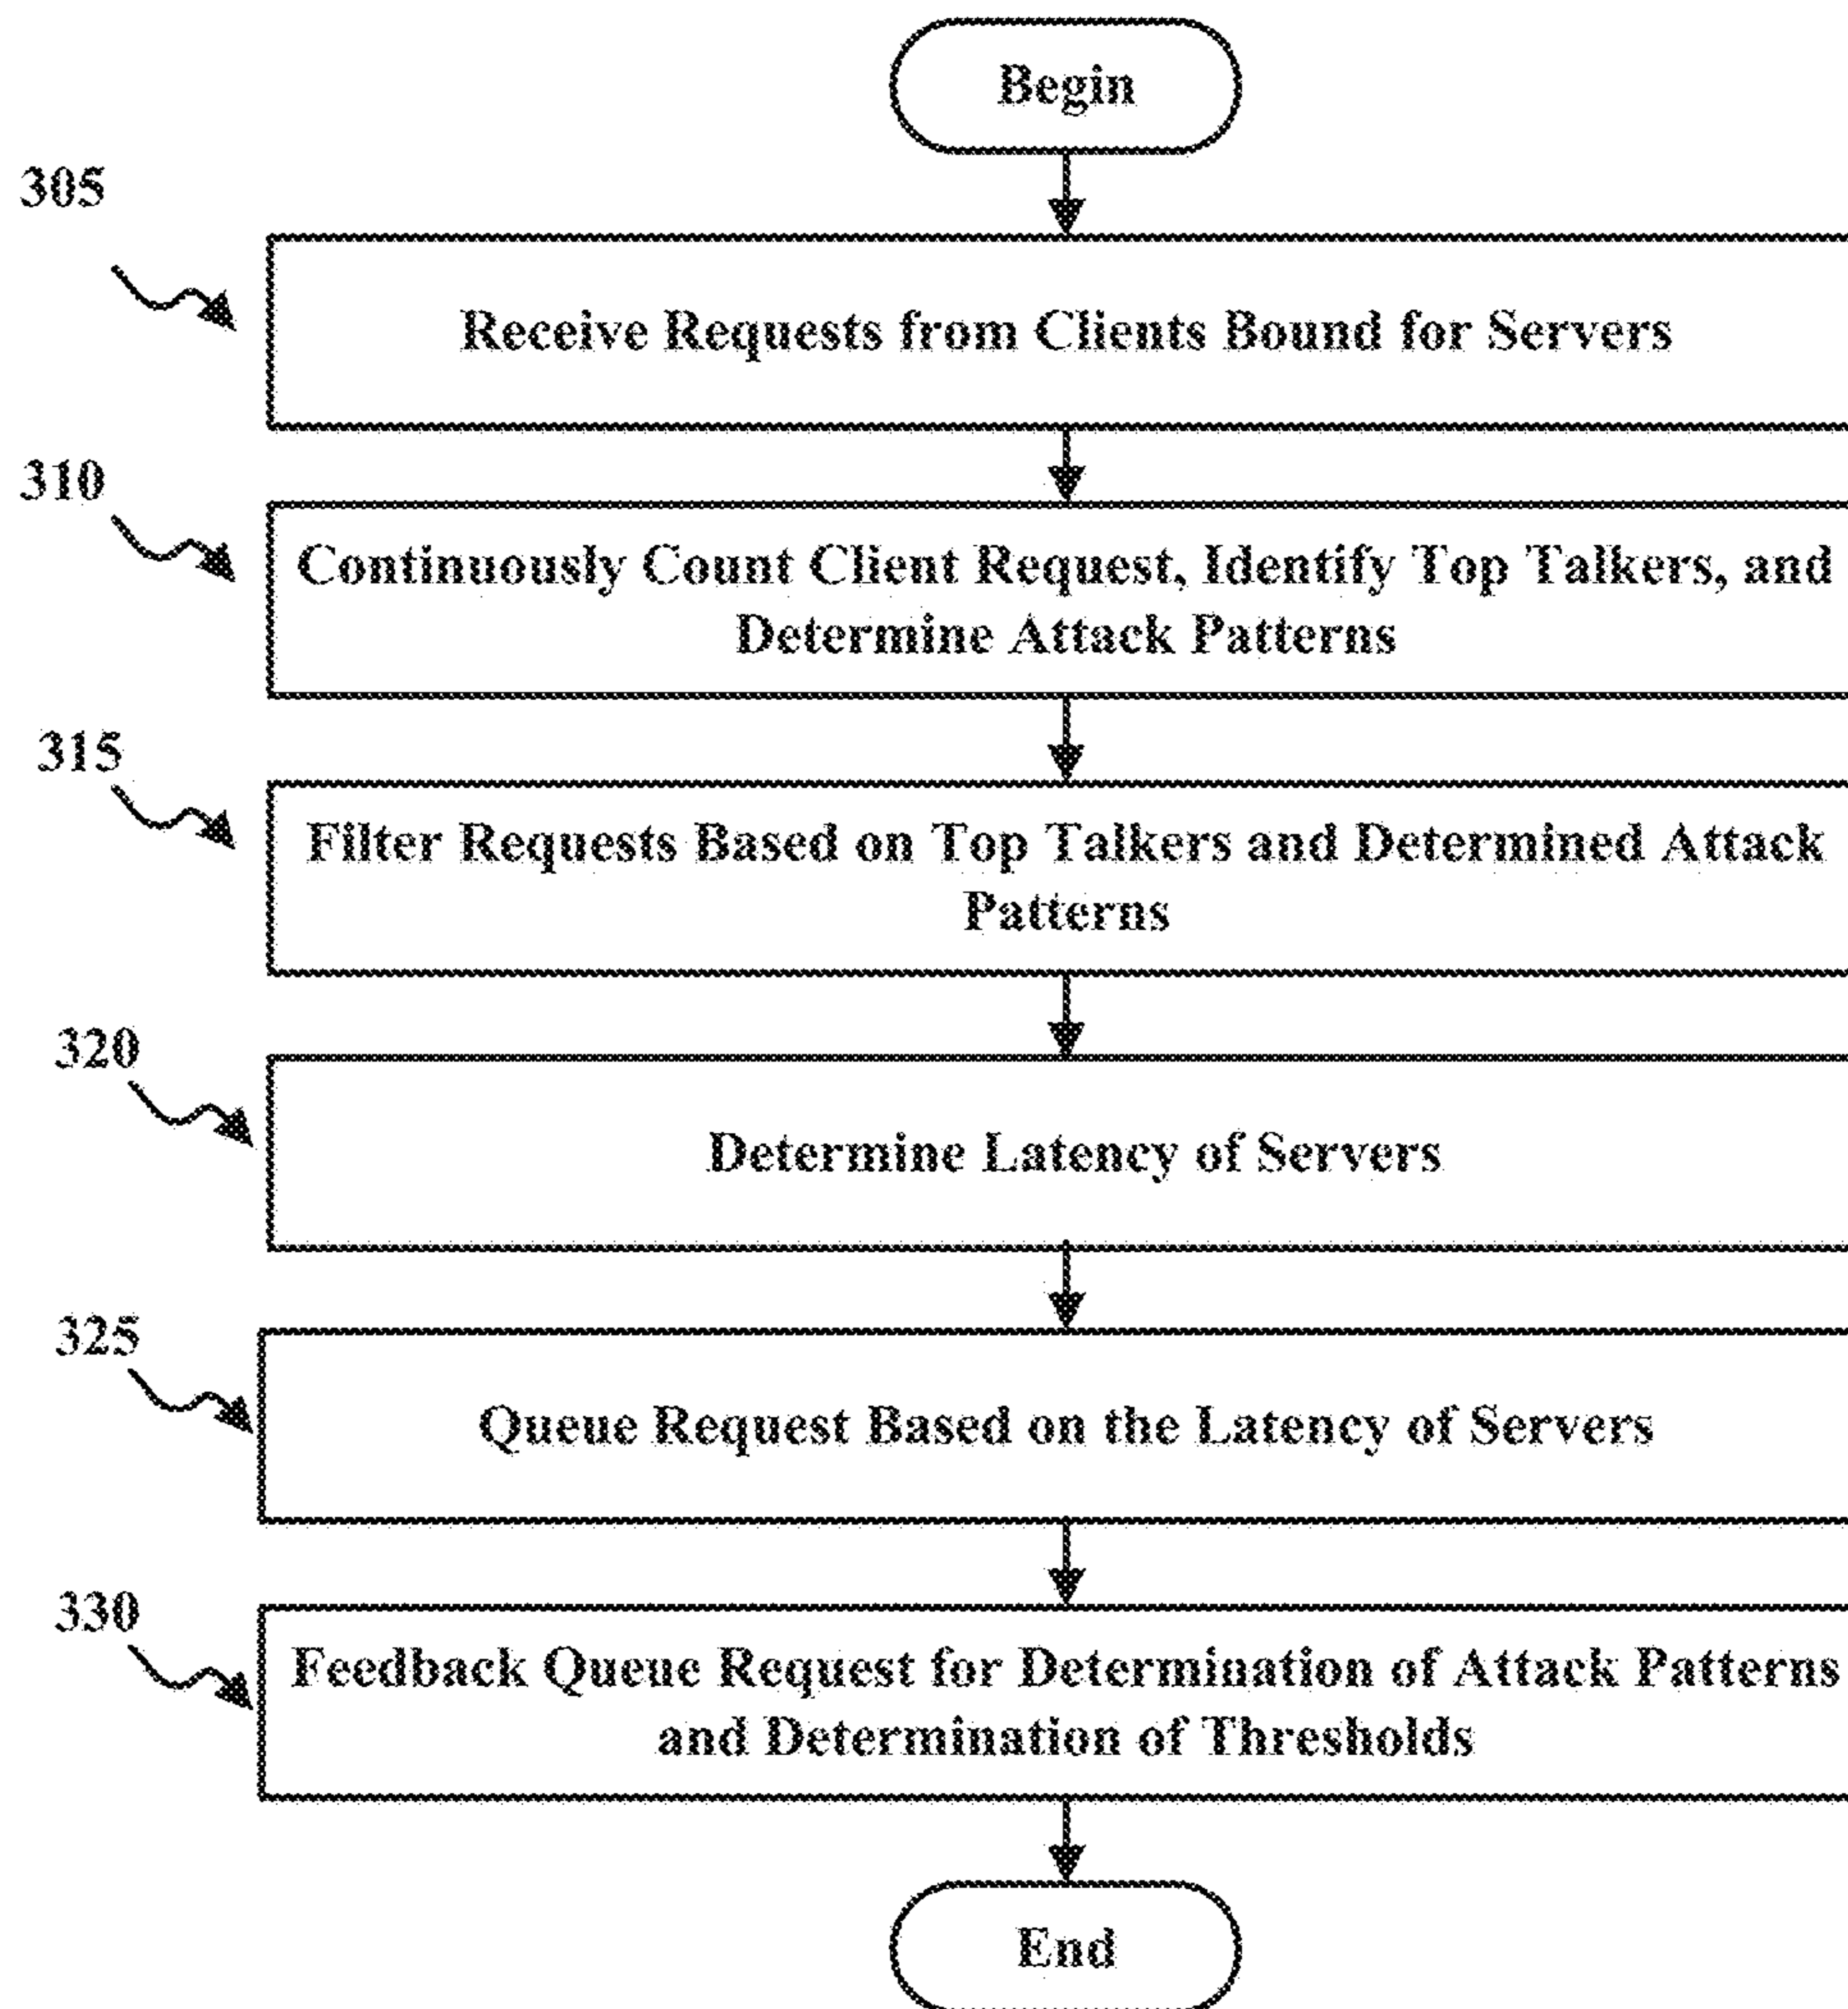 Begin
305
Receive Requests from Clients Bound for Servers
310
Continuously Count Client Request, Identify Top Talkers, and
Determine Attack Patterns
315
Filter Requests Based on Top Talkers and Determined Attack
Patterns
320
Determine Latency of Servers
325
Queue Request Based on the Latency of Servers
330
Feedback Queue Request for Determination of Attack Patterns
and Determination of Thresholds
End